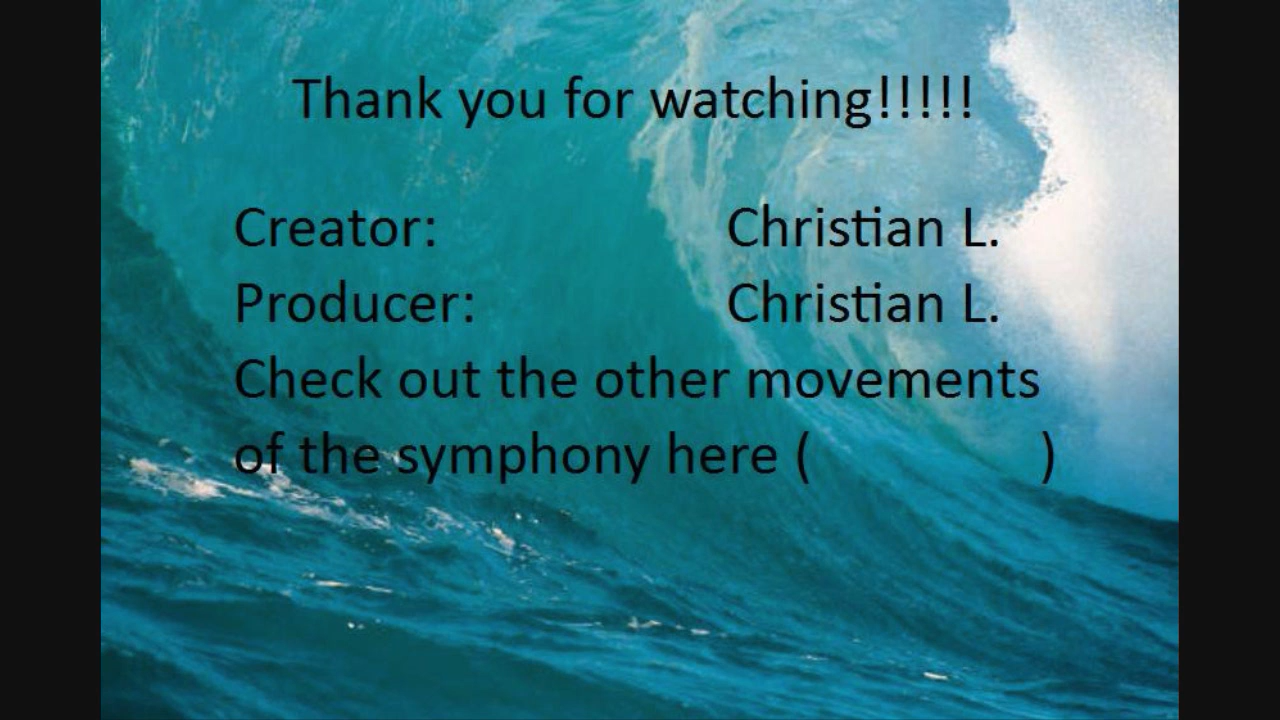 Thank you for watching!!!!!
Creator: Christian L.
Producer: Christian L.
Check out the other movements
of the symphony here ( )